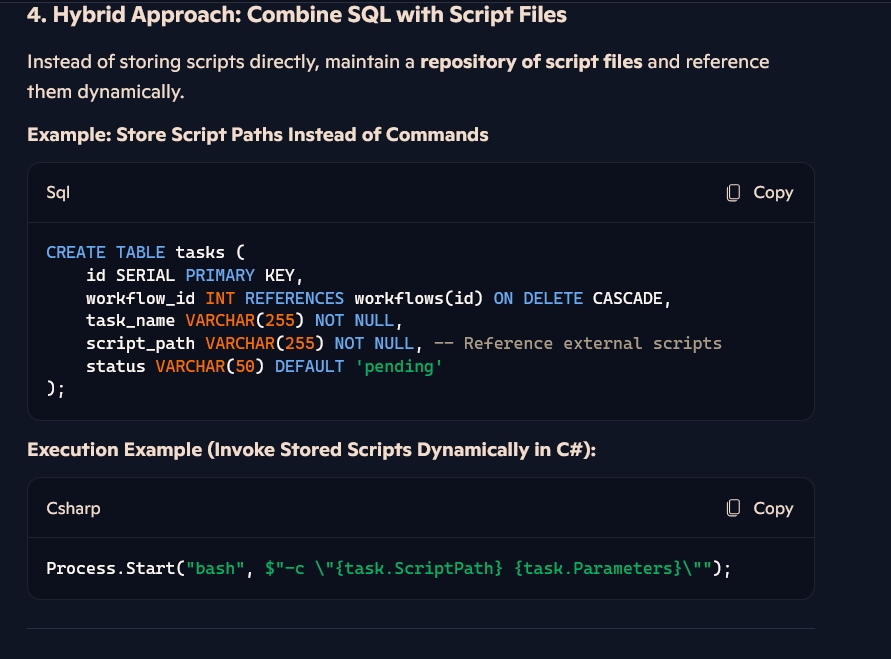 4. Hybrid Approach: Combine SQL with Script Files
Instead of storing scripts directly, maintain a repository of script files and reference
them dynamically.
Example: Store Script Paths Instead of Commands
Sql
Copy
CREATE TABLE tasks (
    id SERIAL PRIMARY KEY,
    workflow_id INT REFERENCES workflows(id) ON DELETE CASCADE,
    task_name VARCHAR(255) NOT NULL,
    script_path VARCHAR(255) NOT NULL, -- Reference external scripts
    status VARCHAR(50) DEFAULT 'pending'
);
Execution Example (Invoke Stored Scripts Dynamically in C#):
Csharp
Copy
Process.Start("bash", $"-c \"{task.ScriptPath} {task.Parameters}\"");